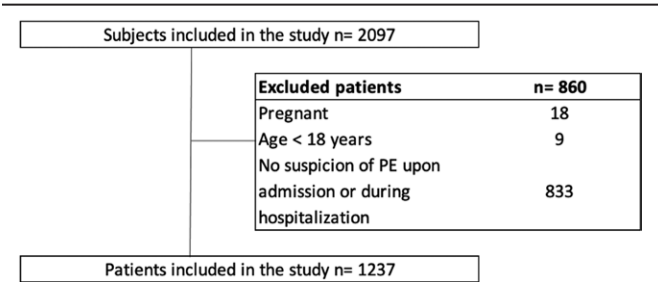 Subjects included in the study n= 2097
Excluded patients n= 860
Pregnant 18
Age < 18 years 9
No suspicion of PE upon
admission or during 833
hospitalization
Patients included in the study n= 1237